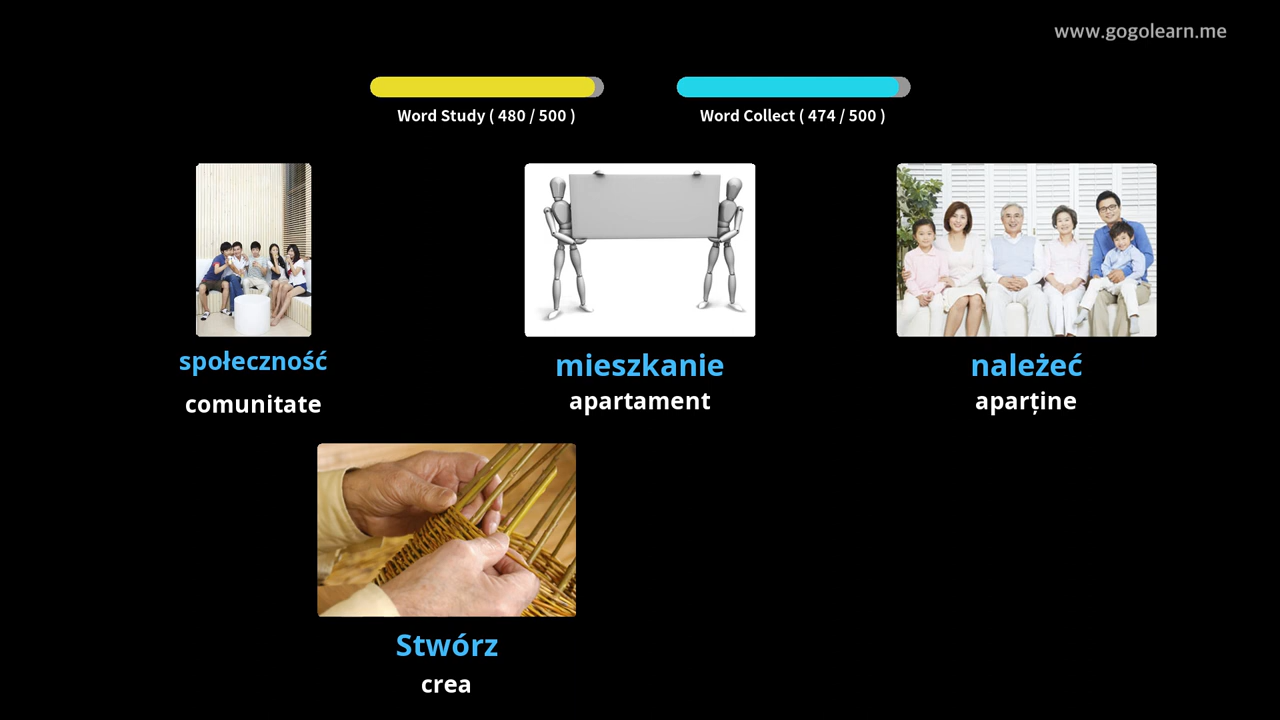 www.gogolearn.me
Word Study ( 480 / 500 )
Word Collect ( 474 / 500 )
społeczność
comunitate
mieszkanie
apartament
należeć
aparține
Stwórz
crea